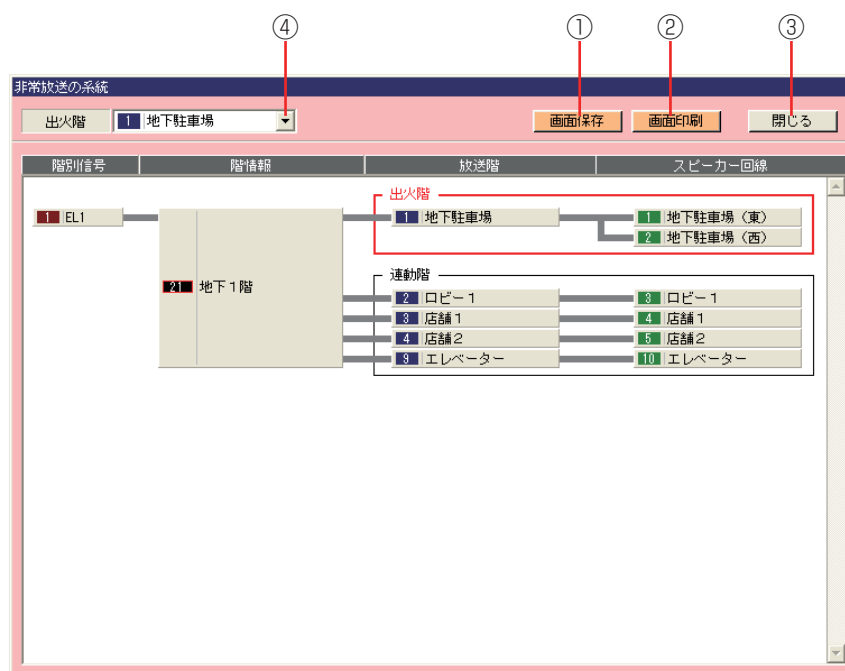 ④ ① ② ③
非常放送の系統
出火階 1 地下駐車場 画面保存 画面印刷 閉じる
階別信号 階情報 放送階 スピーカー回線
出火階
1 EL1 1 地下駐車場 1 地下駐車場（東）
2 地下駐車場（西）
21 地下1階
連動階
2 ロビー1 3 ロビー1
3 店舗1 4 店舗1
4 店舗2 5 店舗2
9 エレベーター 10 エレベーター